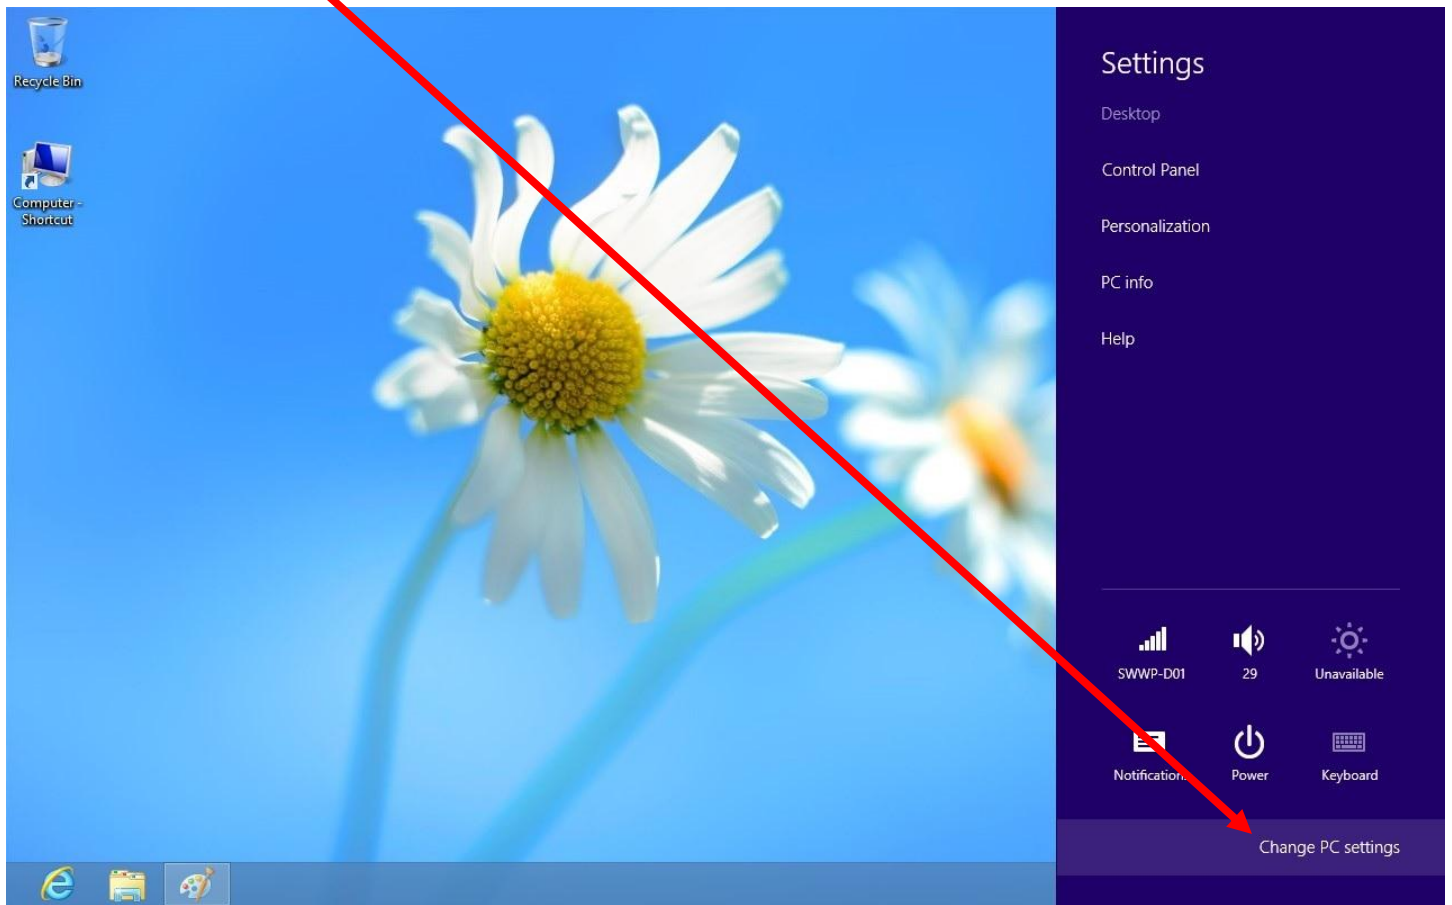 Recycle Bin
Computer -
Shortcut
Settings
Desktop
Control Panel
Personalization
PC info
Help
SWWP-D01
29
Unavailable
Notification
Power
Keyboard
Change PC settings